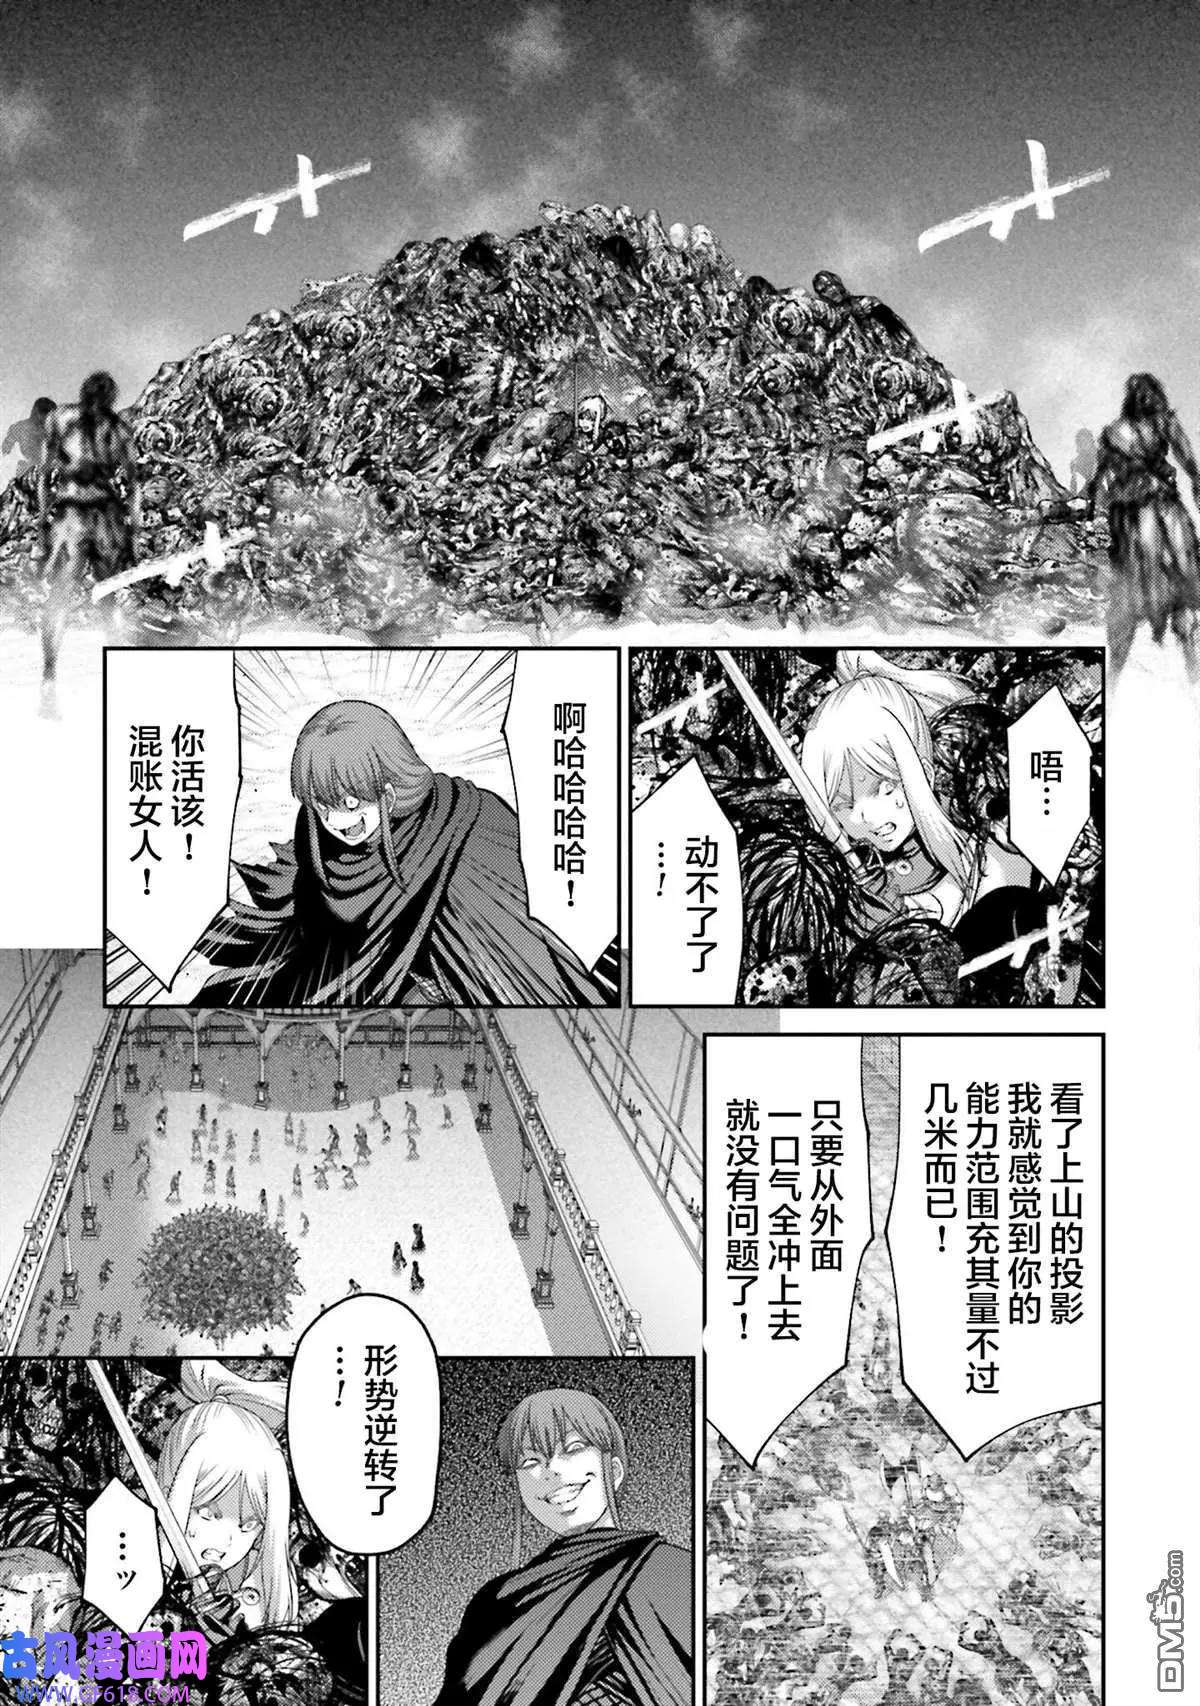 唔…
动不了
…！
啊哈哈哈哈！
你活该！
混账女人！
看了上山的投影
我就感觉到你的
能力范围充其量不过
几米而已！
只要从外面
一口气全冲上去
就没有问题了！
形势逆转了
…！
…ッ
古风漫画网
WWW.GF618.COM
DM5.com